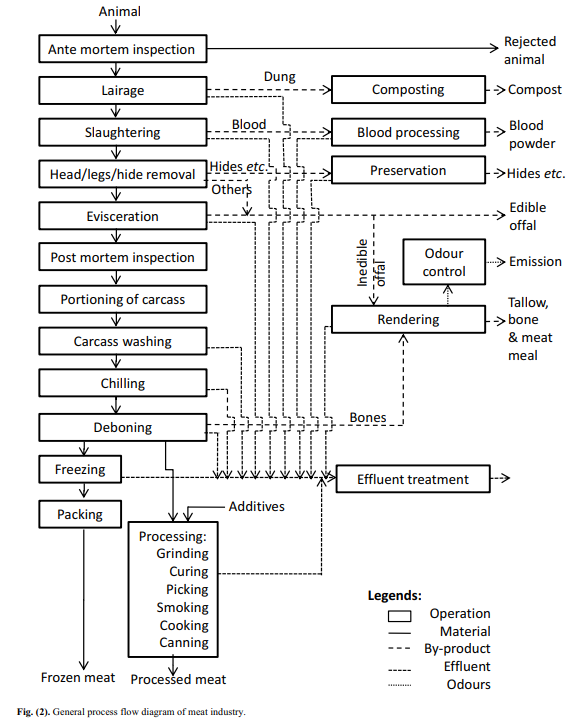 Animal
Ante mortem inspection
Rejected
animal
Lairage
Dung
Composting
Compost
Slaughtering
Blood
Blood processing
Blood
powder
Head/legs/hide removal
Hides etc.
Others
Preservation
Hides etc.
Evisceration
Edible
offal
Post mortem inspection
Inedible
offal
Odour
control
Emission
Portioning of carcass
Rendering
Tallow,
bone
& meat
meal
Carcass washing
Chilling
Deboning
Bones
Freezing
Effluent treatment
Packing
Additives
Processing:
Grinding
Curing
Picking
Smoking
Cooking
Canning
Legends:
Operation
Material
By-product
Effluent
Odours
Frozen meat
Processed meat
Fig. (2). General process flow diagram of meat industry.